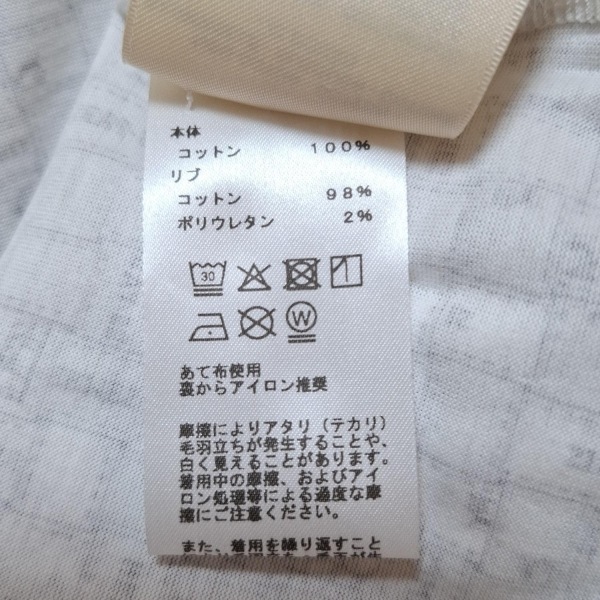 本体
コットン 100%
リブ
コットン 98%
ポリウレタン 2%
30
W
あて布使用
裏からアイロン推奨
摩擦によりアタリ（テカリ）
毛羽立ちが発生することや、
白く見えることがあります。
着用中の摩擦、およびアイ
ロン処理等による過度な摩
擦にご注意ください。
また、着用を繰り返すこと